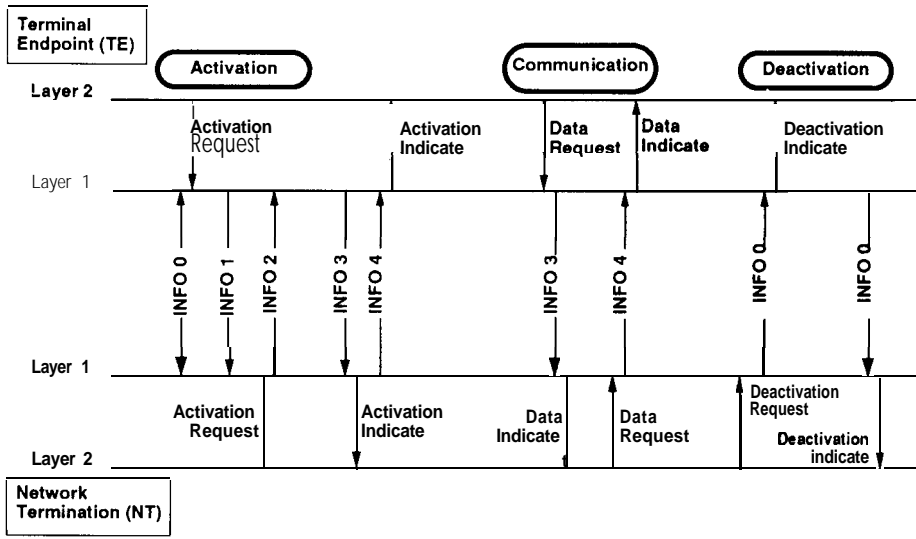 Terminal
Endpoint (TE)
Activation
Communication
Deactivation
Layer 2
Activation
Request
Activation
Indicate
Data
Request
Data
Indicate
Deactivation
Indicate
Layer 1
INFO 0
INFO 1
INFO 2
INFO 3
INFO 4
INFO 3
INFO 4
INFO 0
INFO 0
Layer 1
Activation
Request
Activation
Indicate
Data
Indicate
Data
Request
Deactivation
Request
Deactivation
indicate
Layer 2
Network
Termination (NT)